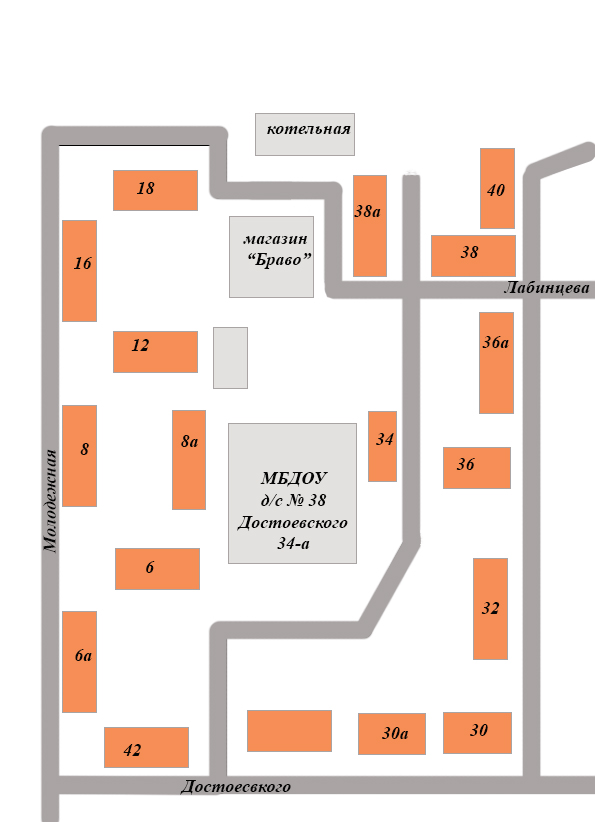 котельная
18
38а
40
магазин
“Браво”
38
16
Лабинцева
12
36а
8
8а
34
36
МБДОУ
д/с № 38
Достоевского
34-а
Молодежная
6
32
6а
42
30а
30
Достоесвкого